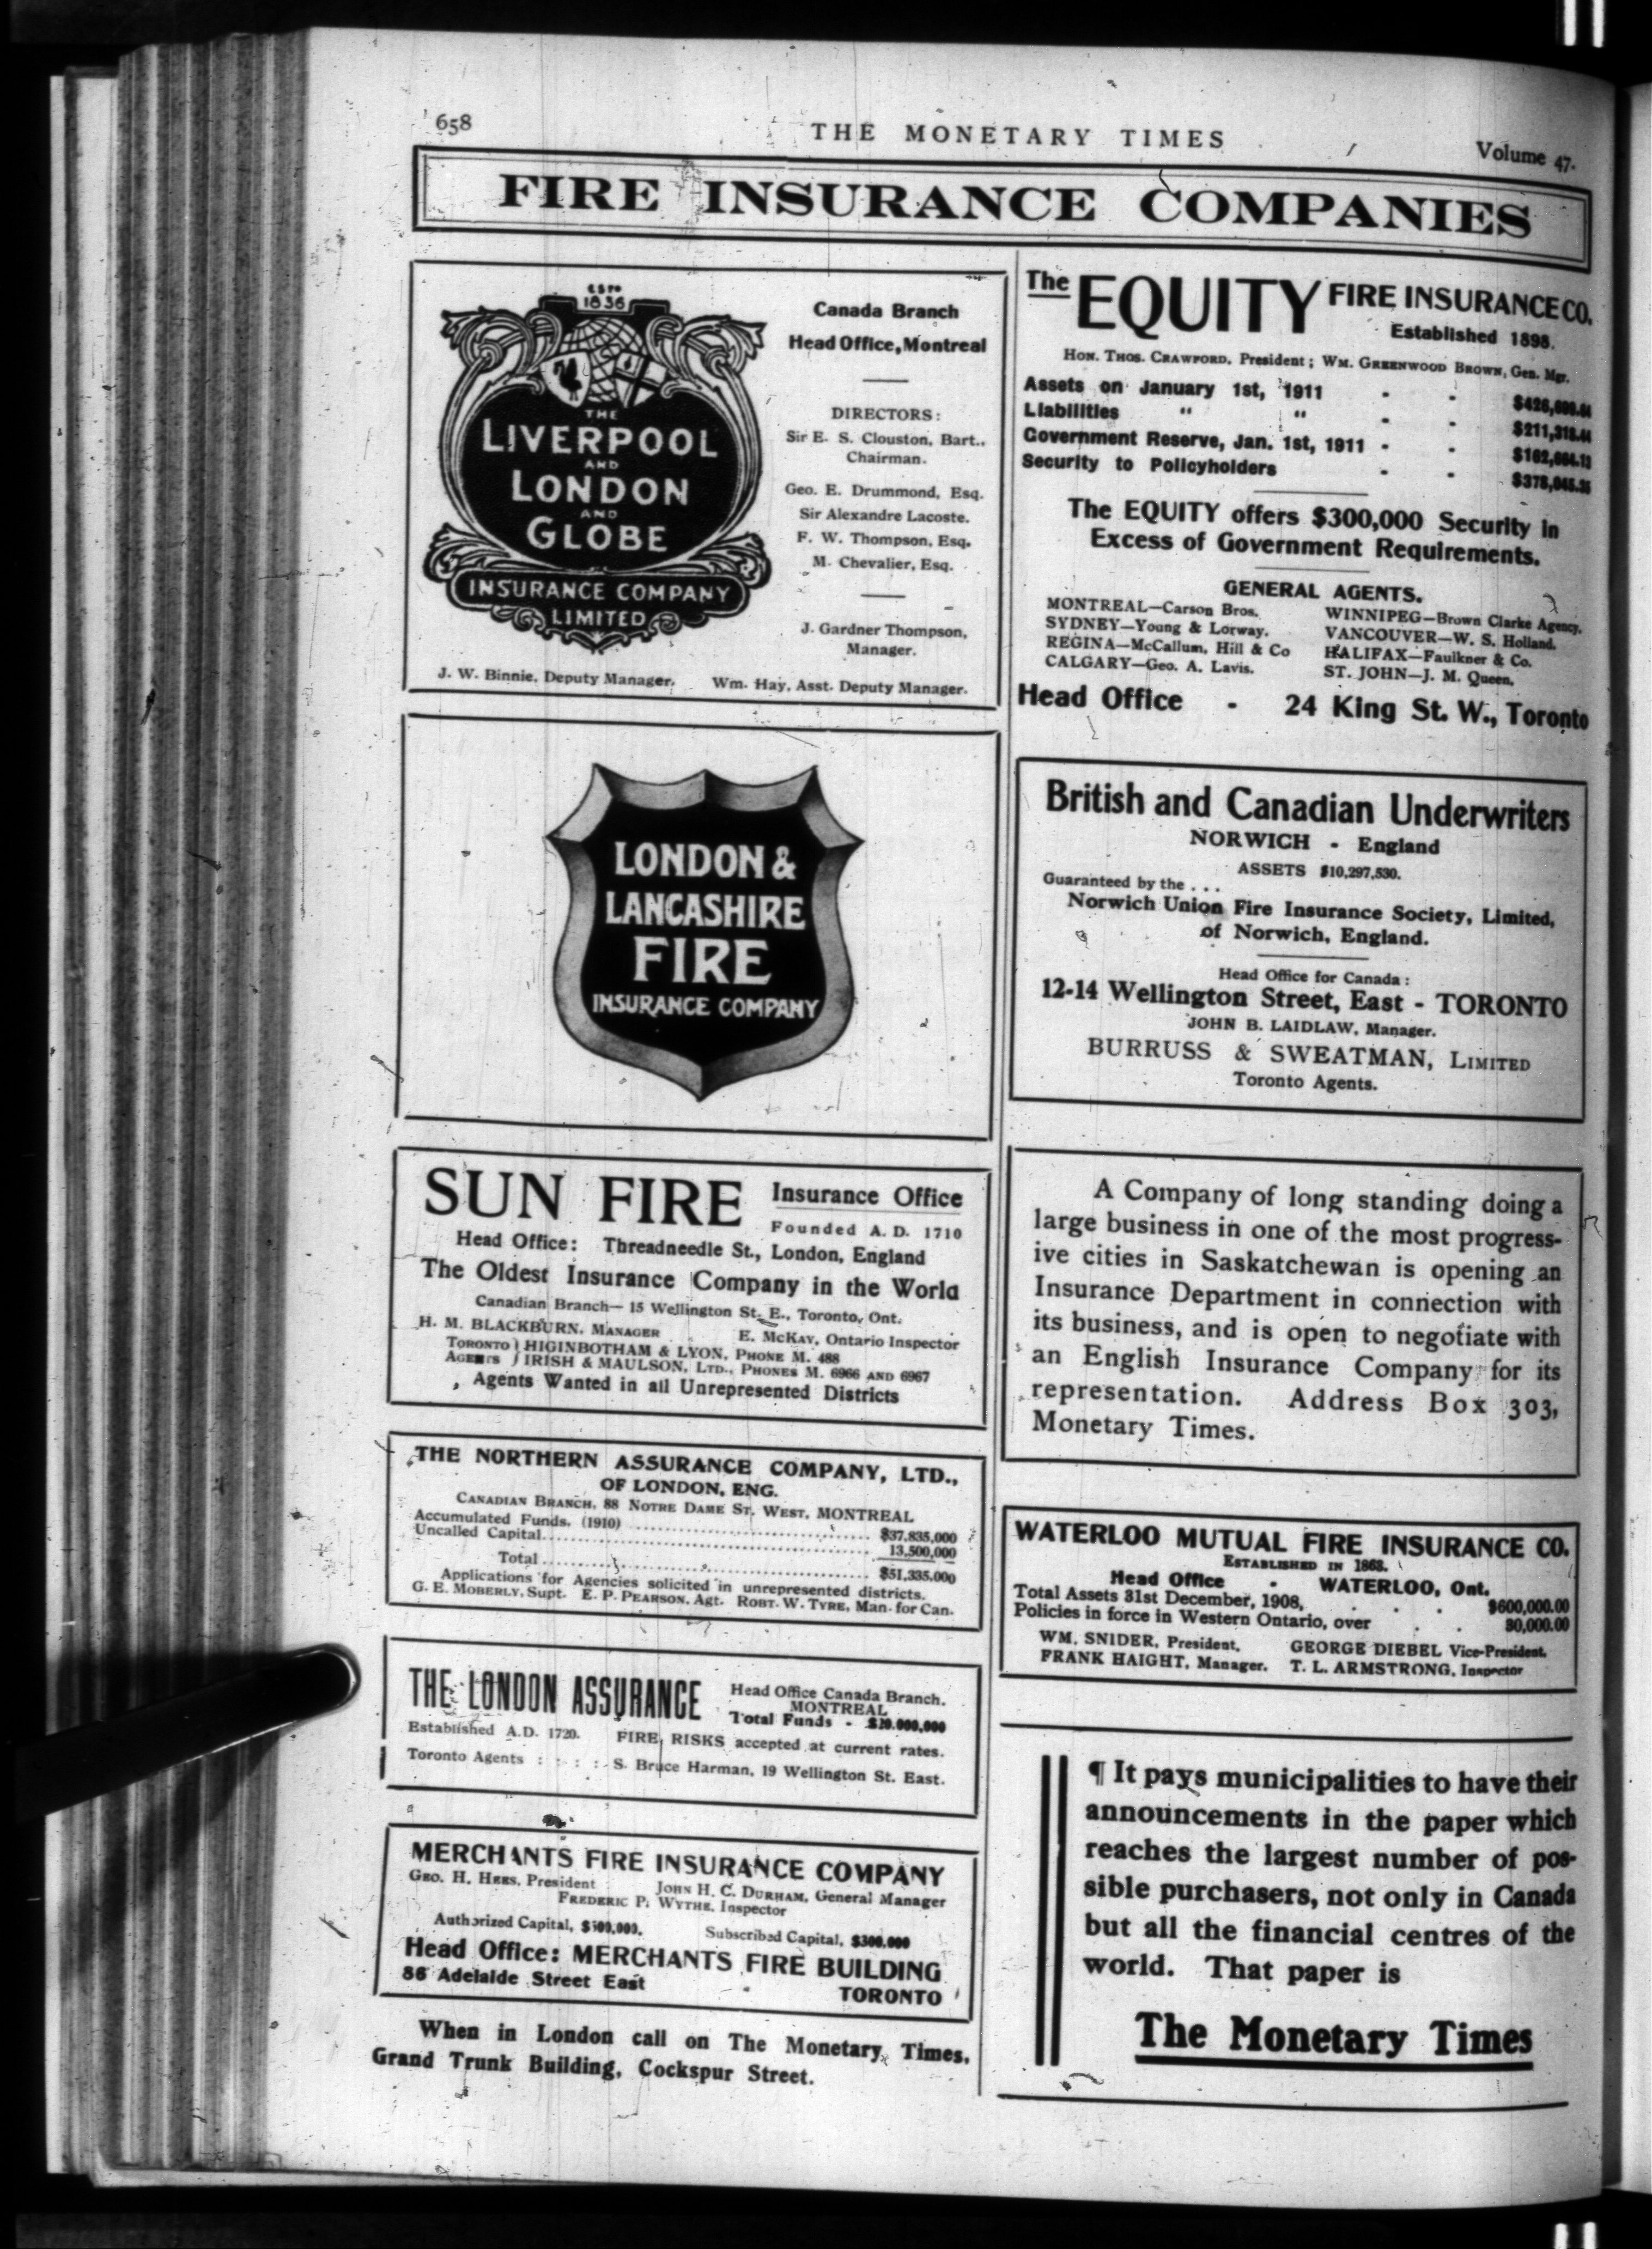 658
THE MONETARY TIMES
Volume 47.
FIRE INSURANCE COMPANIES
ESTD
1836
THE
LIVERPOOL
AND
LONDON
AND
GLOBE
INSURANCE COMPANY
LIMITED
Canada Branch
Head Office, Montreal
DIRECTORS:
Sir E. S. Clouston, Bart.,
Chairman.
Geo. E. Drummond, Esq.
Sir Alexandre Lacoste.
F. W. Thompson, Esq.
M. Chevalier, Esq.
J. Gardner Thompson,
Manager.
J. W. Binnie, Deputy Manager. Wm. Hay, Asst. Deputy Manager.
LONDON &
LANCASHIRE
FIRE
INSURANCE COMPANY
SUN FIRE Insurance Office
Founded A. D. 1710
Head Office: Threadneedle St., London, England
The Oldest Insurance Company in the World
Canadian Branch—15 Wellington St. E., Toronto, Ont.
H. M. BLACKBURN, MANAGER E. MCKAY, Ontario Inspector
TORONTO } HIGINBOTHAM & LYON, PHONE M. 488
AGENTS } IRISH & MAULSON, LTD., PHONES M. 6966 AND 6967
Agents Wanted in all Unrepresented Districts
THE NORTHERN ASSURANCE COMPANY, LTD.,
OF LONDON, ENG.
CANADIAN BRANCH, 88 NOTRE DAME ST. WEST, MONTREAL
Accumulated Funds, (1910) $37,835,000
Uncalled Capital 13,500,000
Total $51,335,000
Applications for Agencies solicited in unrepresented districts.
G. E. MOBERLY, Supt. E. P. PEARSON, Agt. ROBT. W. TYRE, Man. for Can.
THE LONDON ASSURANCE
Head Office Canada Branch,
MONTREAL
Total Funds - $20,000,000
Established A.D. 1720. FIRE RISKS accepted at current rates.
Toronto Agents : : : : S. Bruce Harman, 19 Wellington St. East.
MERCHANTS FIRE INSURANCE COMPANY
GEO. H. HEES, President JOHN H. C. DURHAM, General Manager
FREDERIC P. WYTHE, Inspector
Authorized Capital, $500,000. Subscribed Capital, $300,000
Head Office: MERCHANTS FIRE BUILDING
86 Adelaide Street East TORONTO
When in London call on The Monetary Times,
Grand Trunk Building, Cockspur Street.
The EQUITY FIRE INSURANCE CO.
Established 1898.
HON. THOS. CRAWFORD, President; WM. GREENWOOD BROWN, Gen. Mgr.
Assets on January 1st, 1911 - -
Liabilities " " - -
Government Reserve, Jan. 1st, 1911 - -
Security to Policyholders - -
The EQUITY offers $300,000 Security in
Excess of Government Requirements.
GENERAL AGENTS.
MONTREAL—Carson Bros. WINNIPEG—Brown Clarke Agency.
SYDNEY—Young & Lorway. VANCOUVER—W. S. Holland.
REGINA—McCallum, Hill & Co HALIFAX—Faulkner & Co.
CALGARY—Geo. A. Lavis. ST. JOHN—J. M. Queen.
Head Office - 24 King St. W., Toronto
British and Canadian Underwriters
NORWICH - England
ASSETS $10,297,530.
Guaranteed by the . . .
Norwich Union Fire Insurance Society, Limited,
of Norwich, England.
Head Office for Canada:
12-14 Wellington Street, East - TORONTO
JOHN B. LAIDLAW, Manager.
BURRUSS & SWEATMAN, LIMITED
Toronto Agents.
A Company of long standing doing a
large business in one of the most progress-
ive cities in Saskatchewan is opening an
Insurance Department in connection with
its business, and is open to negotiate with
an English Insurance Company for its
representation. Address Box 303,
Monetary Times.
WATERLOO MUTUAL FIRE INSURANCE CO.
ESTABLISHED IN 1863.
Head Office - WATERLOO, Ont.
Total Assets 31st December, 1908, . . . $600,000.00
Policies in force in Western Ontario, over . . 30,000.00
WM. SNIDER, President, GEORGE DIEBEL Vice-President.
FRANK HAIGHT, Manager. T. L. ARMSTRONG, Inspector
¶ It pays municipalities to have their
announcements in the paper which
reaches the largest number of pos-
sible purchasers, not only in Canada
but all the financial centres of the
world. That paper is
The Monetary Times